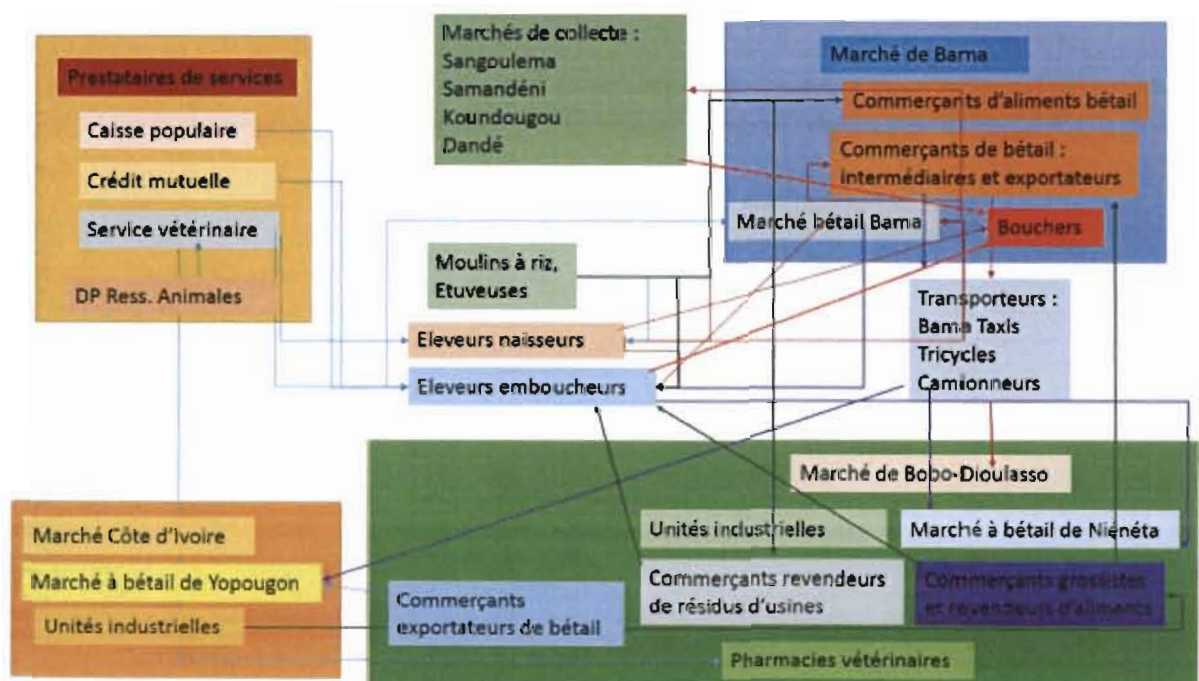 Prestataires de services
Caisse populaire
Crédit mutuelle
Service vétérinaire
DP Ress. Animales
Marchés de collecte :
Sangoulema
Samandéni
Koundougou
Dandé
Marché de Bama
Commerçants d'aliments bétail
Commerçants de bétail :
intermédiaires et exportateurs
Marché bétail Bama
Bouchers
Moulins à riz,
Etuveuses
Eleveurs naisseurs
Eleveurs emboucheurs
Transporteurs :
Bama Taxis
Tricycles
Camionneurs
Marché de Bobo-Dioulasso
Unités industrielles
Marché à bétail de Niénéta
Commerçants revendeurs
de résidus d'usines
Commerçants grossistes
et revendeurs d'aliments
Commerçants
exportateurs de bétail
Pharmacies vétérinaires
Marché Côte d'Ivoire
Marché à bétail de Yopougon
Unités industrielles